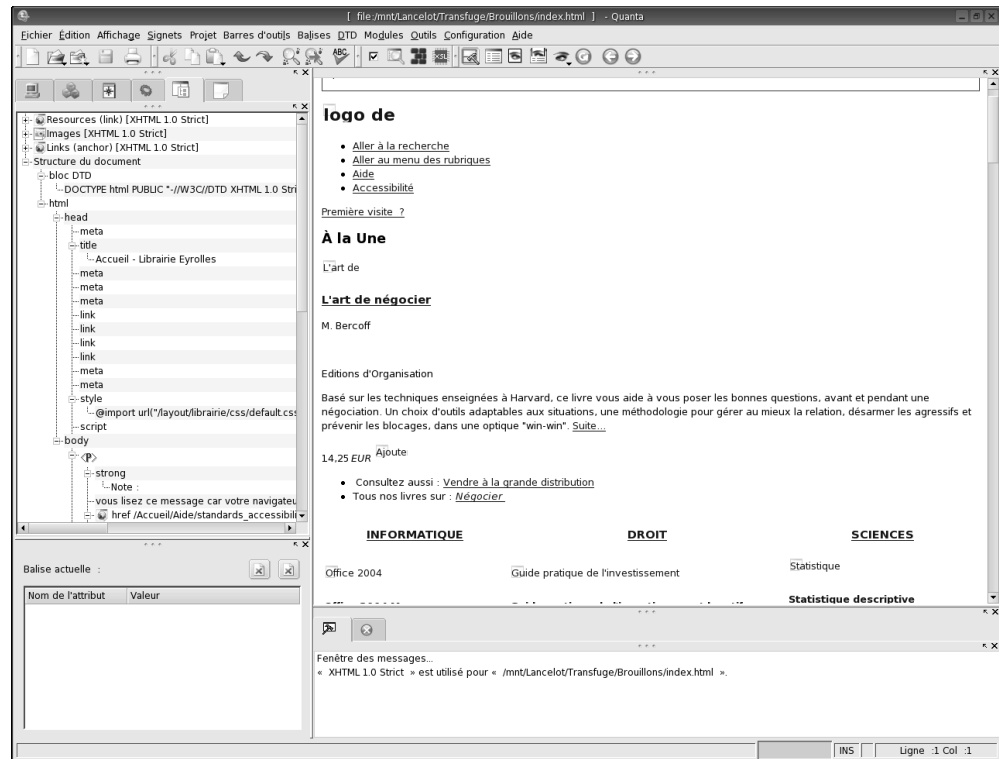 [ file:/mnt/Lancelot/Transfuge/Brouillons/index.html ] - Quanta
Fichier Édition Affichage Signets Projet Barres d'outils Balises DTD Modules Outils Configuration Aide
ABC
Resources (link) [XHTML 1.0 Strict]
Images [XHTML 1.0 Strict]
Links (anchor) [XHTML 1.0 Strict]
Structure du document
bloc DTD
DOCTYPE html PUBLIC "-//W3C//DTD XHTML 1.0 Stri
html
head
meta
title
Accueil - Librairie Eyrolles
meta
meta
meta
link
link
link
link
meta
meta
style
@import url("/layout/librairie/css/default.css
script
body
<P>
strong
Note :
vous lisez ce message car votre navigateu
href /Accueil/Aide/standards_accessibili
Balise actuelle :
Nom de l'attribut Valeur
logo de
• Aller à la recherche
• Aller au menu des rubriques
• Aide
• Accessibilité
Première visite ?
À la Une
L'art de
L'art de négocier
M. Bercoff
Editions d'Organisation
Basé sur les techniques enseignées à Harvard, ce livre vous aide à vous poser les bonnes questions, avant et pendant une
négociation. Un choix d'outils adaptables aux situations, une méthodologie pour gérer au mieux la relation, désarmer les agressifs et
prévenir les blocages, dans une optique "win-win". Suite...
14,25 EUR Ajoute
• Consultez aussi : Vendre à la grande distribution
• Tous nos livres sur : Négocier
INFORMATIQUE DROIT SCIENCES
Office 2004 Guide pratique de l'investissement Statistique
Statistique descriptive
Fenêtre des messages...
« XHTML 1.0 Strict » est utilisé pour « /mnt/Lancelot/Transfuge/Brouillons/index.html ».
INS Ligne :1 Col :1